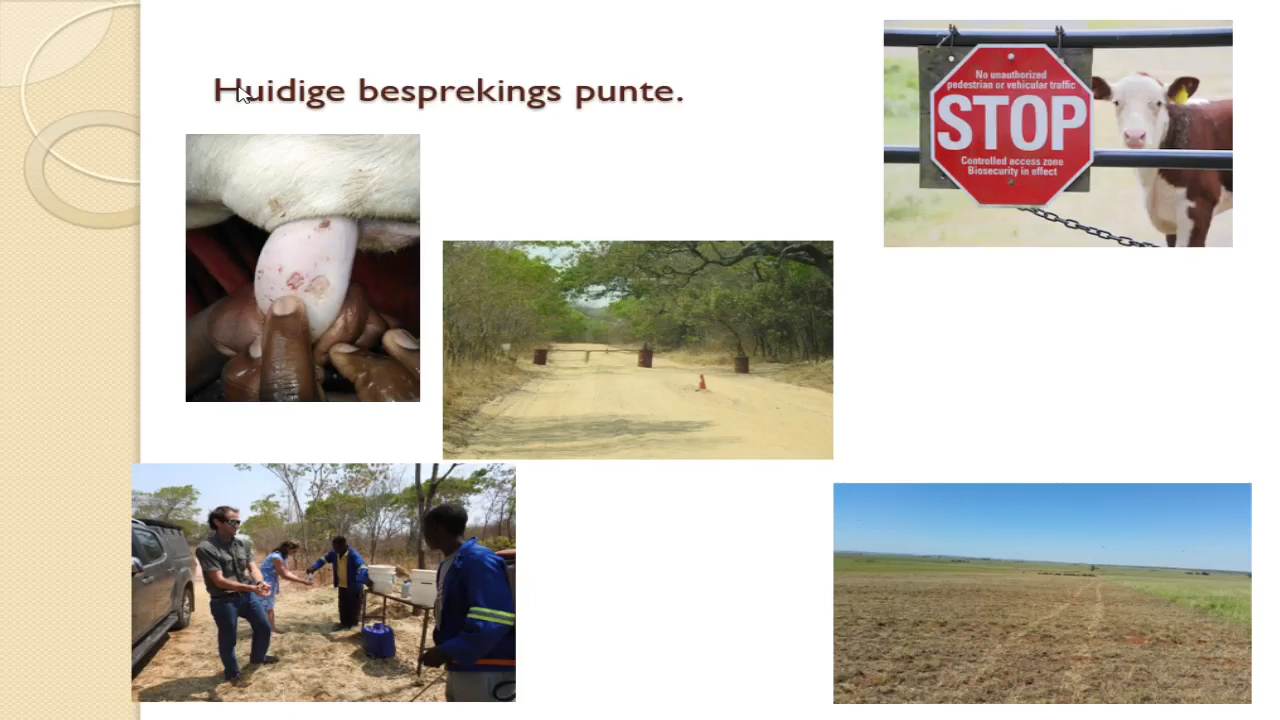 Huidige besprekings punte.
No unauthorized
pedestrian or vehicular traffic
STOP
Controlled access zone
Biosecurity in effect